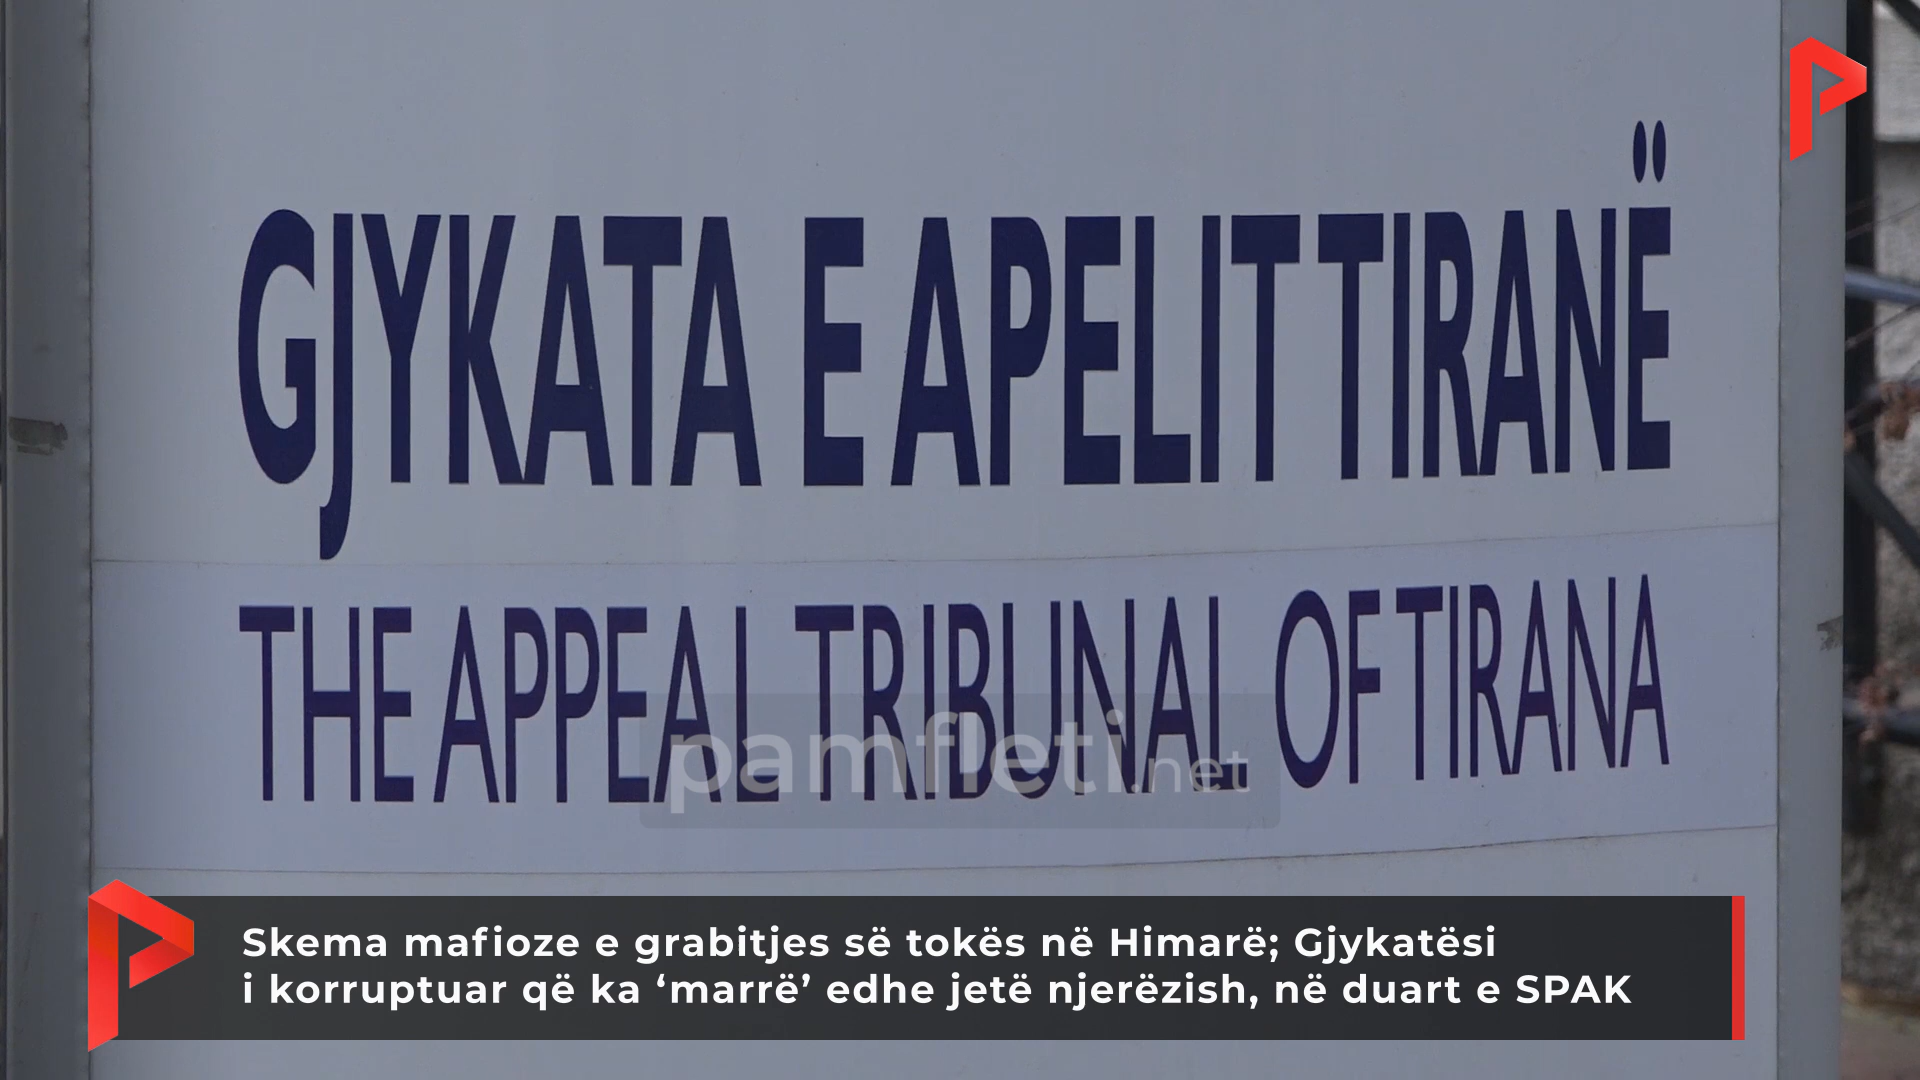 GJYKATA E APELIT TIRANË
THE APPEAL TRIBUNAL OF TIRANA
pamfleti.net
Skema mafioze e grabitjes së tokës në Himarë; Gjykatësi
i korruptuar që ka ‘marrë’ edhe jetë njerëzish, në duart e SPAK